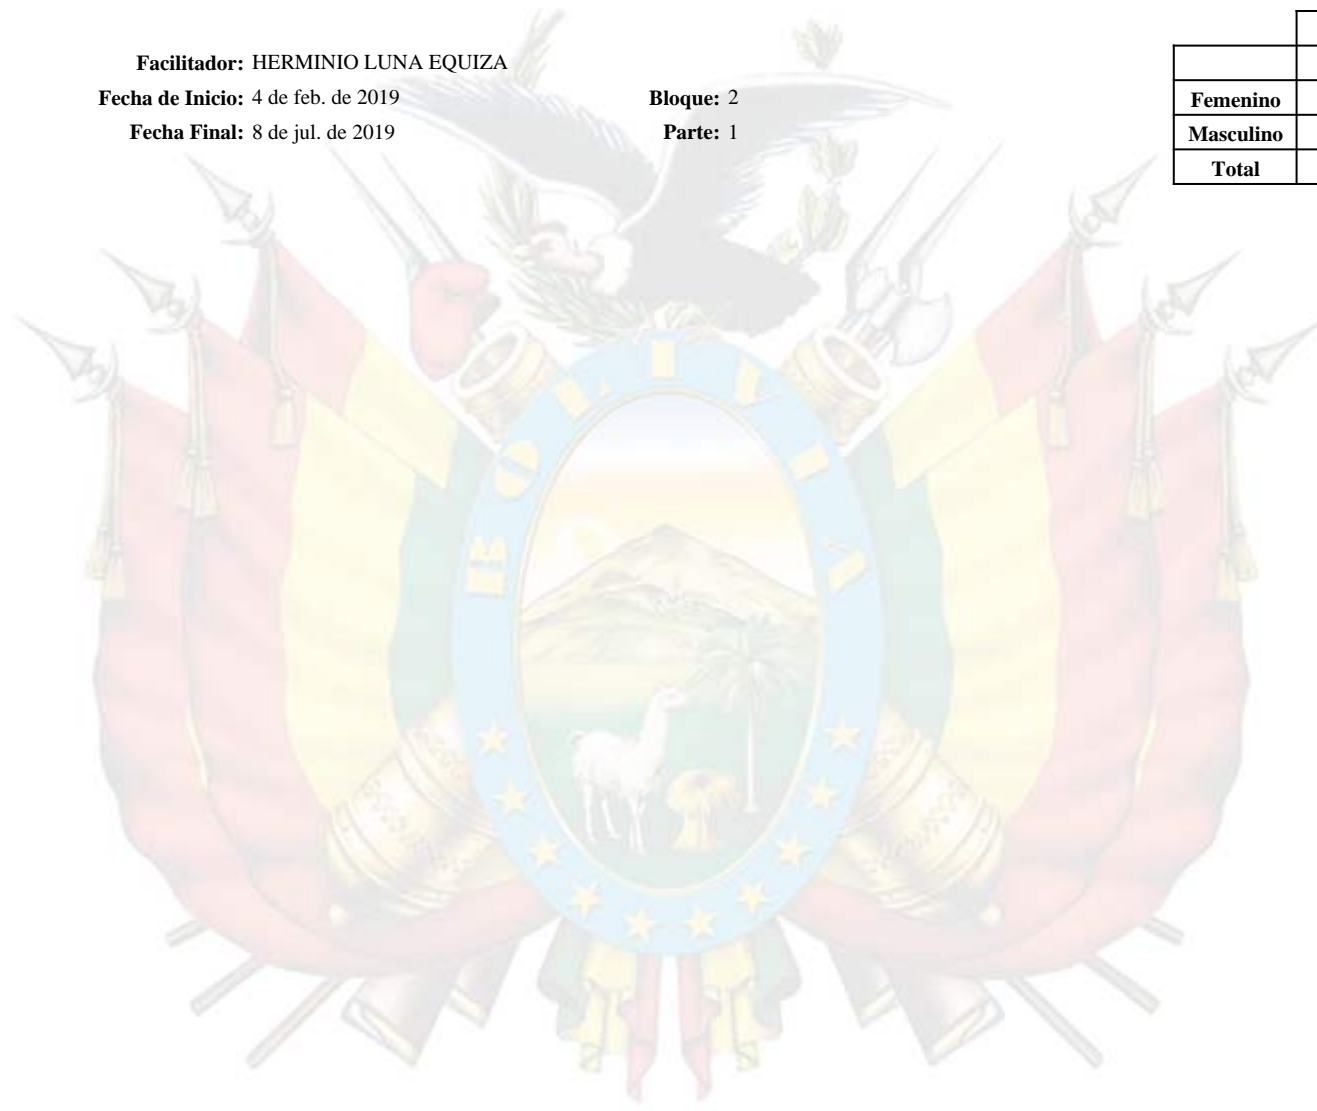 Facilitador: HERMINIO LUNA EQUIZA
Fecha de Inicio: 4 de feb. de 2019 Bloque: 2
Fecha Final: 8 de jul. de 2019 Parte: 1
Femenino
Masculino
Total
BOLIVIA